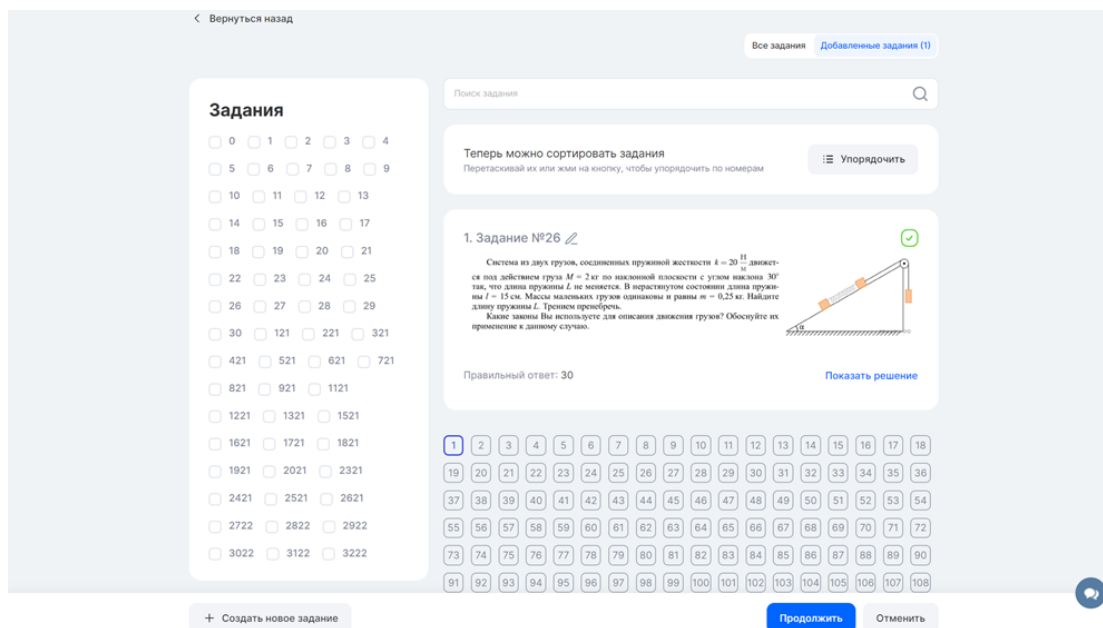 Вернуться назад
Все задания Добавленные задания (1)
Задания
0 1 2 3 4
5 6 7 8 9
10 11 12 13
14 15 16 17
18 19 20 21
22 23 24 25
26 27 28 29
30 121 221 321
421 521 621 721
821 921 1121
1221 1321 1521
1621 1721 1821
1921 2021 2321
2421 2521 2621
2722 2822 2922
3022 3122 3222
Поиск задания
Теперь можно сортировать задания
Перетаскивай их или жми на кнопку, чтобы упорядочить по номерам
Упорядочить
1. Задание №26
Система из двух грузов, соединенных пружиной жесткости k = 20 Н/м движет-
ся под действием груза M = 2 кг по наклонной плоскости с углом наклона 30°
так, что длина пружины L не меняется. В нерастянутом состоянии длина пружи-
ны l = 15 см. Массы маленьких грузов одинаковы и равны m = 0,25 кг. Найдите
длину пружины L. Трением пренебречь.
Какие законы Вы используете для описания движения грузов? Обоснуйте их
применение к данному случаю.
α
Правильный ответ: 30
Показать решение
1 2 3 4 5 6 7 8 9 10 11 12 13 14 15 16 17 18
19 20 21 22 23 24 25 26 27 28 29 30 31 32 33 34 35 36
37 38 39 40 41 42 43 44 45 46 47 48 49 50 51 52 53 54
55 56 57 58 59 60 61 62 63 64 65 66 67 68 69 70 71 72
73 74 75 76 77 78 79 80 81 82 83 84 85 86 87 88 89 90
91 92 93 94 95 96 97 98 99 100 101 102 103 104 105 106 107 108
+ Создать новое задание
Продолжить
Отменить